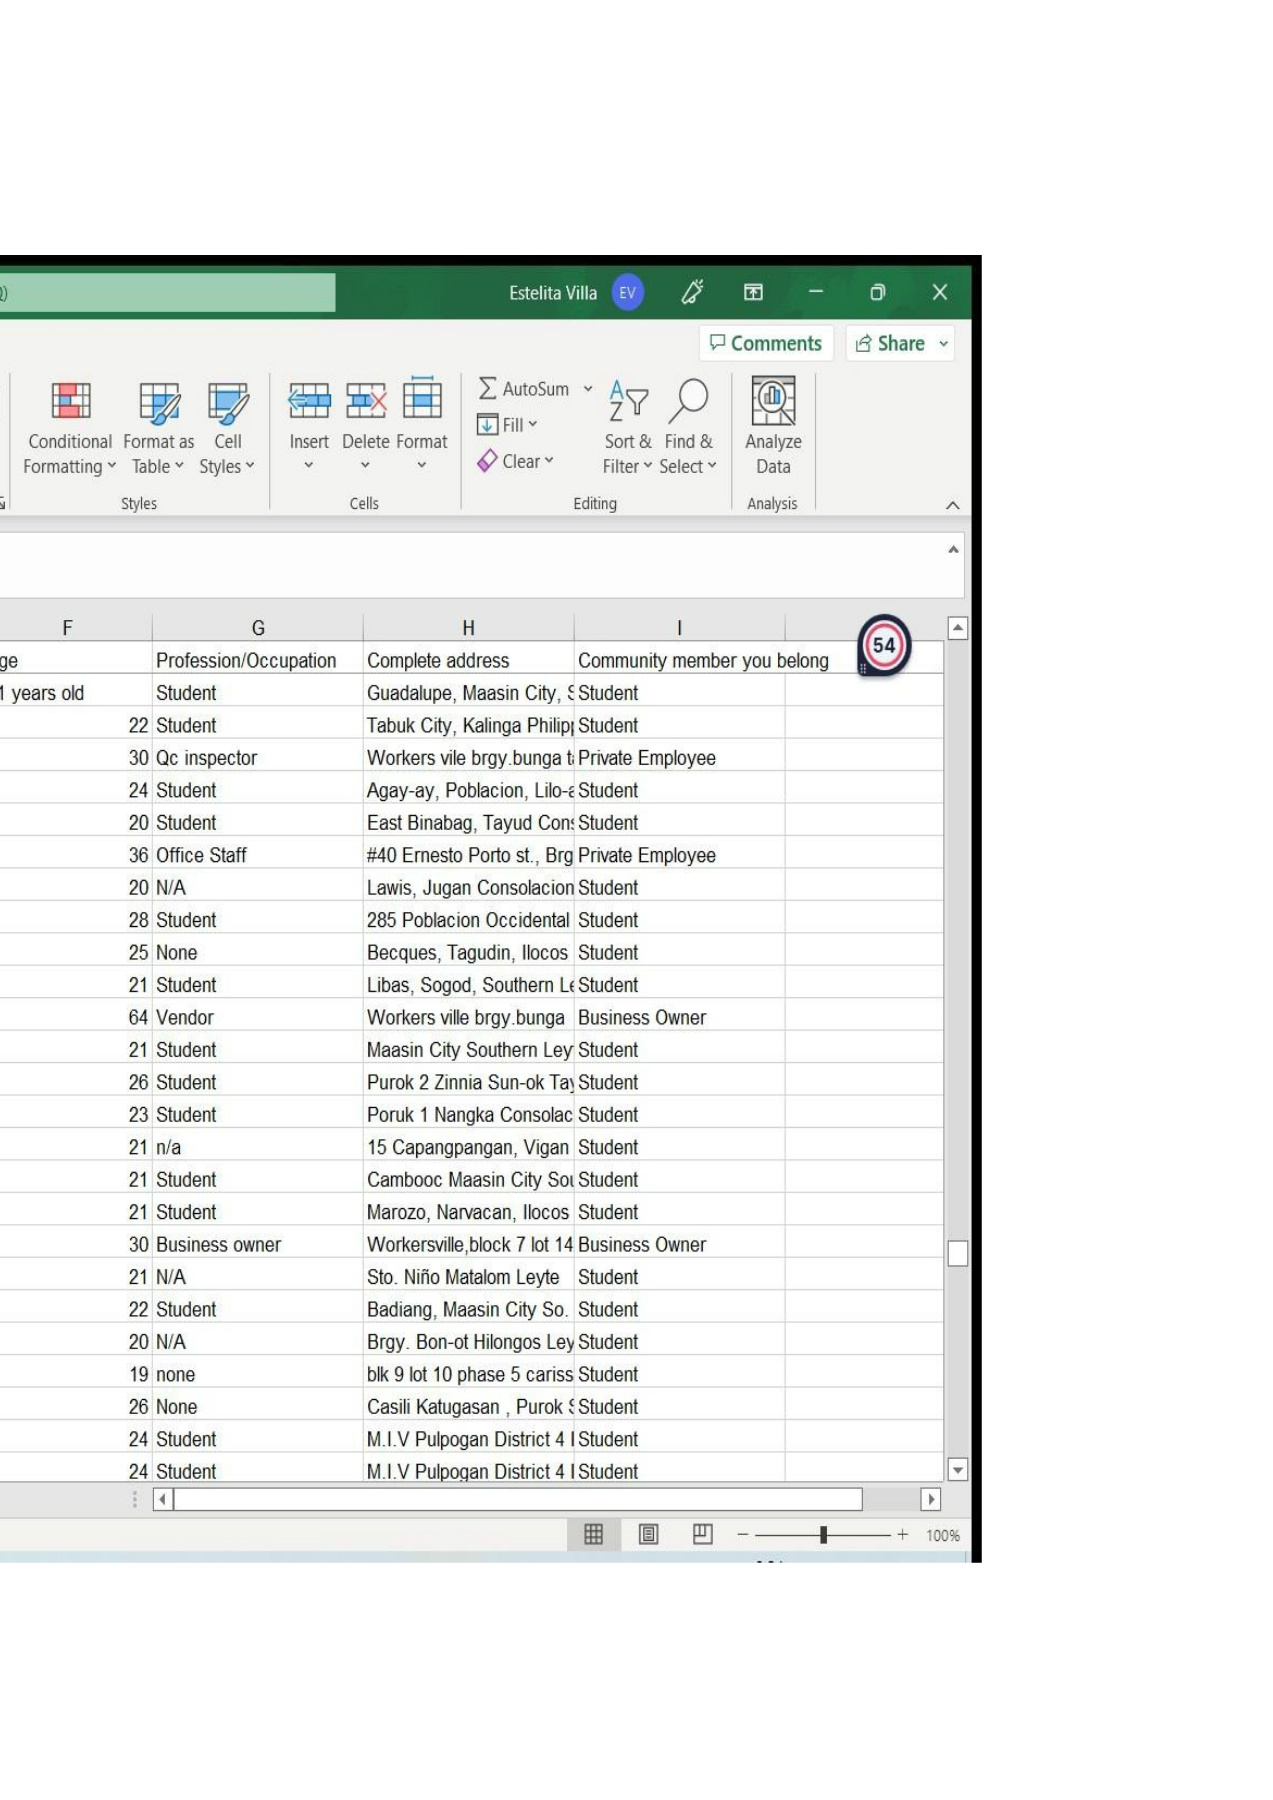 Estelita Villa EV
Comments Share
AutoSum
Fill
Clear
Conditional Formatting
Format as Table
Cell Styles
Insert Delete Format
Sort & Filter
Find & Select
Analyze Data
Styles Cells Editing Analysis
F G H I
54
ge Profession/Occupation Complete address Community member you belong
1 years old Student Guadalupe, Maasin City, S Student
22 Student Tabuk City, Kalinga Philipp Student
30 Qc inspector Workers vile brgy.bunga ta Private Employee
24 Student Agay-ay, Poblacion, Lilo-a Student
20 Student East Binabag, Tayud Cons Student
36 Office Staff #40 Ernesto Porto st., Brg Private Employee
20 N/A Lawis, Jugan Consolacion Student
28 Student 285 Poblacion Occidental Student
25 None Becques, Tagudin, Ilocos Student
21 Student Libas, Sogod, Southern Le Student
64 Vendor Workers ville brgy.bunga Business Owner
21 Student Maasin City Southern Ley Student
26 Student Purok 2 Zinnia Sun-ok Tay Student
23 Student Poruk 1 Nangka Consolac Student
21 n/a 15 Capangpangan, Vigan Student
21 Student Cambooc Maasin City Sou Student
21 Student Marozo, Narvacan, Ilocos Student
30 Business owner Workersville,block 7 lot 14 Business Owner
21 N/A Sto. Niño Matalom Leyte Student
22 Student Badiang, Maasin City So. Student
20 N/A Brgy. Bon-ot Hilongos Ley Student
19 none blk 9 lot 10 phase 5 cariss Student
26 None Casili Katugasan , Purok S Student
24 Student M.I.V Pulpogan District 4 Student
24 Student M.I.V Pulpogan District 4 Student
100%